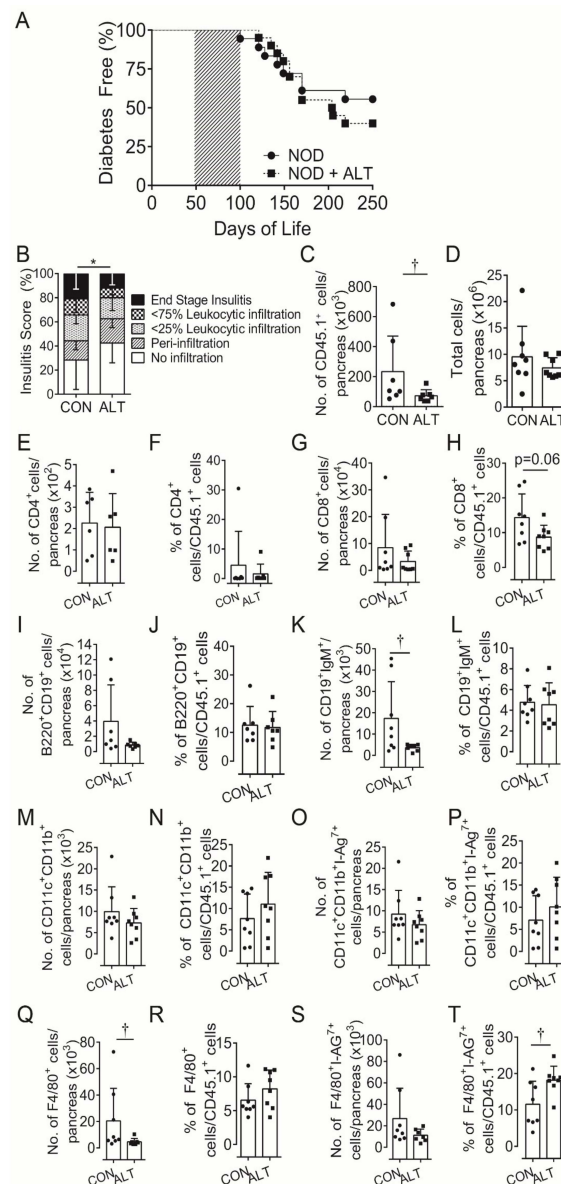 A
Diabetes Free (%)
100
75
50
25
0
NOD
NOD + ALT
0 50 100 150 200 250
Days of Life
B
Insulitis Score (%)
100
80
60
40
20
0
*
CON ALT
End Stage Insulitis
<75% Leukocytic infiltration
<25% Leukocytic infiltration
Peri-infiltration
No infiltration
C
No. of CD45.1⁺ cells/
pancreas (x10³)
800
600
400
200
0
†
CON ALT
D
Total cells/
pancreas (x10⁶)
25
20
15
10
5
0
CON ALT
E
No. of CD4⁺cells/
pancreas (x10²)
5
4
3
2
1
0
CON ALT
F
% of CD4⁺
cells/CD45.1⁺ cells
40
30
20
10
0
CON ALT
G
No. of CD8⁺cells/
pancreas (x10⁴)
40
30
20
10
0
CON ALT
H
% of CD8⁺
cells/CD45.1⁺ cells
30
20
10
0
p=0.06
CON ALT
I
No. of
B220⁺CD19⁺ cells/
pancreas (x10⁴)
14
12
10
8
6
4
2
0
CON ALT
J
% of B220⁺CD19⁺
cells/CD45.1⁺ cells
40
30
20
10
0
CON ALT
K
No. of CD19⁺IgM⁺/
pancreas (x10³)
50
40
30
20
10
0
†
CON ALT
L
% of CD19⁺IgM⁺
cells/CD45.1⁺ cells
10
8
6
4
2
0
CON ALT
M
No. of CD11c⁺CD11b⁺
cells/pancreas (x10³)
25
20
15
10
5
0
CON ALT
N
% of CD11c⁺CD11b⁺
cells/CD45.1⁺ cells
25
20
15
10
5
0
CON ALT
O
No. of
CD11c⁺CD11b⁺I-Ag⁷⁺
cells/pancreas
25
20
15
10
5
0
CON ALT
P
% of
CD11c⁺CD11b⁺I-Ag⁷⁺
cells/CD45.1⁺ cells
25
20
15
10
5
0
CON ALT
Q
No. of F4/80⁺ cells/
pancreas (x10³)
80
60
40
20
0
†
CON ALT
R
% of F4/80⁺
cells/CD45.1⁺ cells
15
10
5
0
CON ALT
S
No. of F4/80⁺I-AG⁷⁺
cells/pancreas (x10³)
100
80
60
40
20
0
CON ALT
T
% of F4/80⁺I-AG⁷⁺
cells/CD45.1⁺ cells
30
20
10
0
†
CON ALT